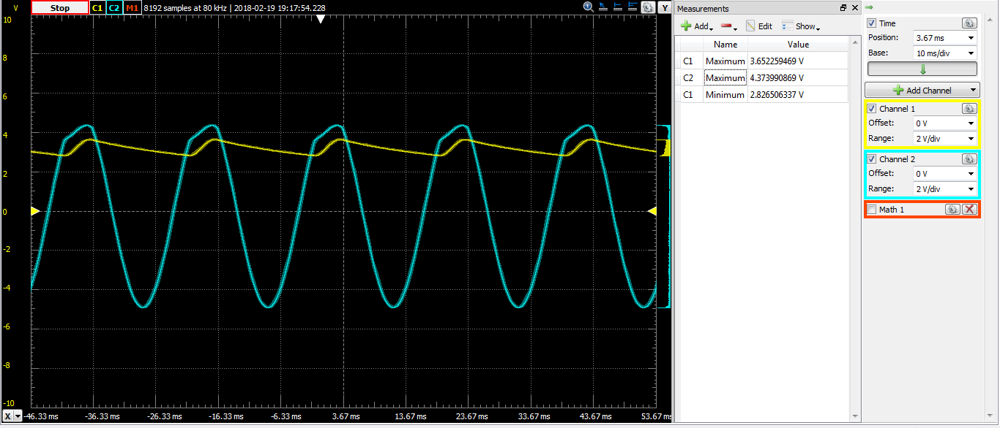 V Stop C1 C2 M1 8192 samples at 80 kHz | 2018-02-19 19:17:54.228 Y
10
8
6
4
2
0
-2
-4
-6
-8
-10
X -46.33 ms -36.33 ms -26.33 ms -16.33 ms -6.33 ms 3.67 ms 13.67 ms 23.67 ms 33.67 ms 43.67 ms 53.67 ms
Measurements
Add Edit Show
Name Value
C1 Maximum 3.652259469 V
C2 Maximum 4.373990869 V
C1 Minimum 2.826506337 V
Time
Position: 3.67 ms
Base: 10 ms/div
Add Channel
Channel 1
Offset: 0 V
Range: 2 V/div
Channel 2
Offset: 0 V
Range: 2 V/div
Math 1